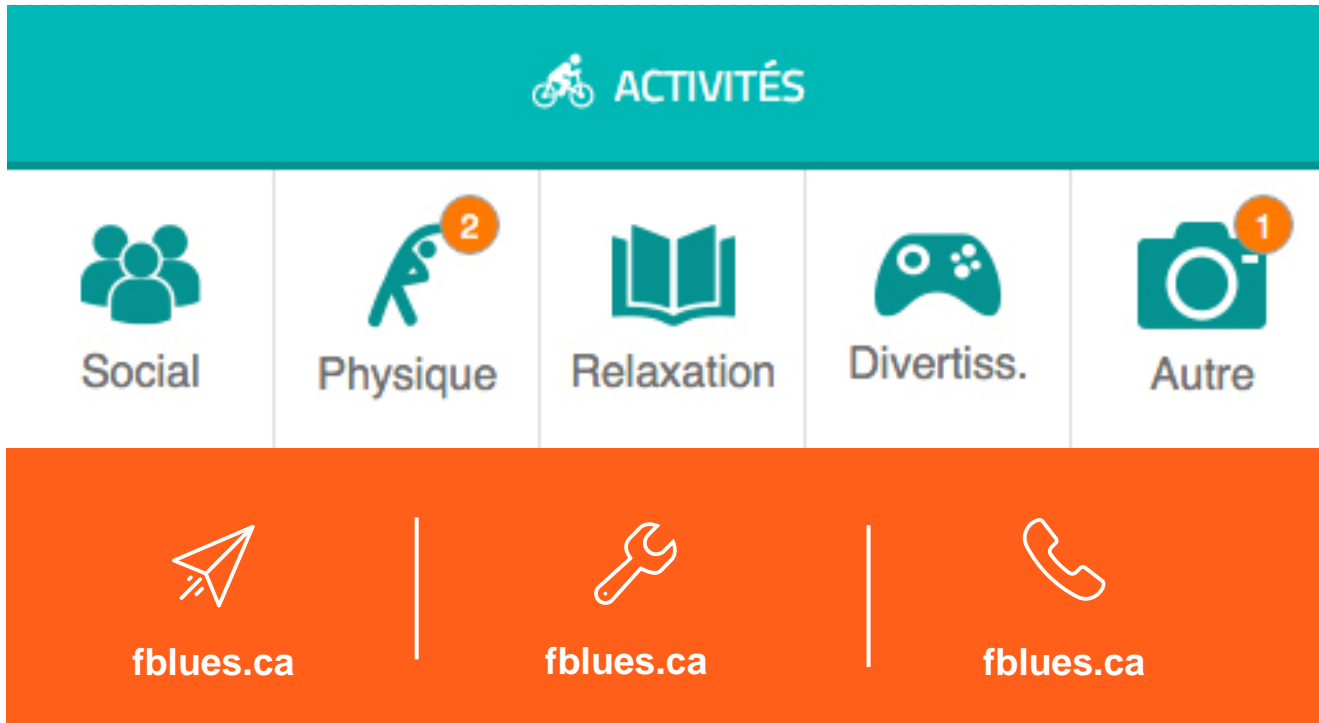 ACTIVITÉS
2 1
Social Physique Relaxation Divertiss. Autre
fblues.ca fblues.ca fblues.ca